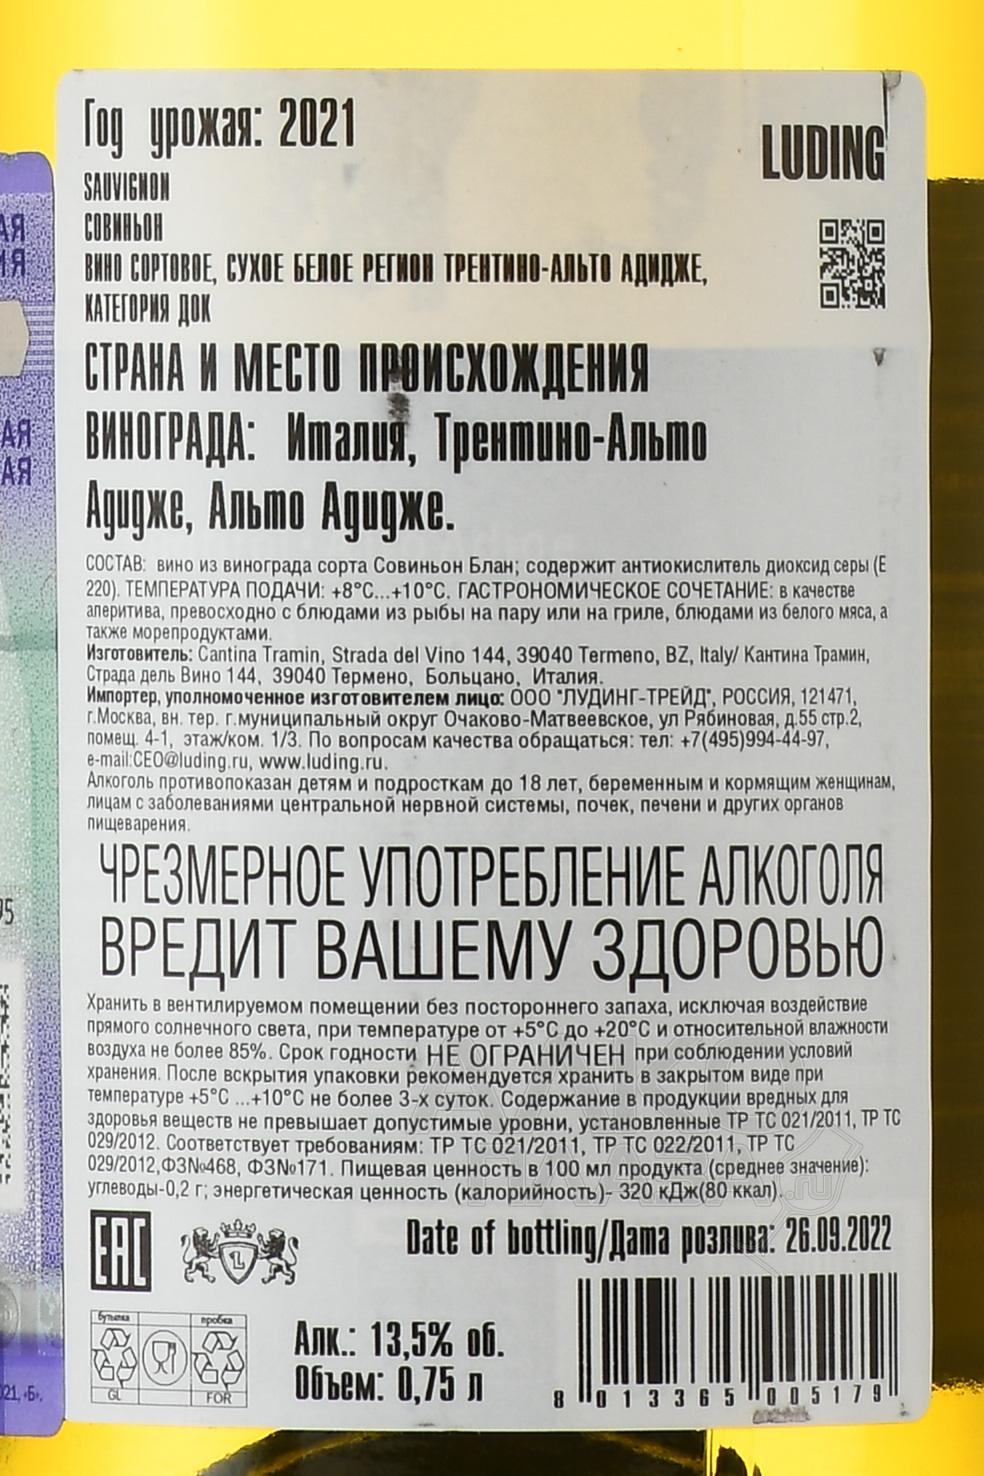 Год урожая: 2021
LUDING
SAUVIGNON
СОВИНЬОН
ВИНО СОРТОВОЕ, СУХОЕ БЕЛОЕ РЕГИОН ТРЕНТИНО-АЛЬТО АДИДЖЕ,
КАТЕГОРИЯ ДОК
СТРАНА И МЕСТО ПРОИСХОЖДЕНИЯ
ВИНОГРАДА: Италия, Трентино-Альто
Адидже, Альто Адидже.
СОСТАВ: вино из винограда сорта Совиньон Блан; содержит антиокислитель диоксид серы (Е
220). ТЕМПЕРАТУРА ПОДАЧИ: +8°C...+10°C. ГАСТРОНОМИЧЕСКОЕ СОЧЕТАНИЕ: в качестве
аперитива, превосходно с блюдами из рыбы на пару или на гриле, блюдами из белого мяса, а
также морепродуктами.
Изготовитель: Cantina Tramin, Strada del Vino 144, 39040 Termeno, BZ, Italy/ Кантина Трамин,
Страда дель Вино 144, 39040 Термено, Больцано, Италия.
Импортер, уполномоченное изготовителем лицо: ООО "ЛУДИНГ-ТРЕЙД", РОССИЯ, 121471,
г.Москва, вн. тер. г.муниципальный округ Очаково-Матвеевское, ул Рябиновая, д.55 стр.2,
помещ. 4-1, этаж/ком. 1/3. По вопросам качества обращаться: тел: +7(495)994-44-97,
e-mail:CEO@luding.ru, www.luding.ru.
Алкоголь противопоказан детям и подросткам до 18 лет, беременным и кормящим женщинам,
лицам с заболеваниями центральной нервной системы, почек, печени и других органов
пищеварения.
ЧРЕЗМЕРНОЕ УПОТРЕБЛЕНИЕ АЛКОГОЛЯ
ВРЕДИТ ВАШЕМУ ЗДОРОВЬЮ
Хранить в вентилируемом помещении без постороннего запаха, исключая воздействие
прямого солнечного света, при температуре от +5°C до +20°C и относительной влажности
воздуха не более 85%. Срок годности НЕ ОГРАНИЧЕН при соблюдении условий
хранения. После вскрытия упаковки рекомендуется хранить в закрытом виде при
температуре +5°C ...+10°C не более 3-х суток. Содержание в продукции вредных для
здоровья веществ не превышает допустимые уровни, установленные ТР ТС 021/2011, ТР ТС
029/2012. Соответствует требованиям: ТР ТС 021/2011, ТР ТС 022/2011, ТР ТС
029/2012,ФЗ№468, ФЗ№171. Пищевая ценность в 100 мл продукта (среднее значение):
углеводы-0,2 г; энергетическая ценность (калорийность)- 320 кДж(80 ккал).
EAC
Date of bottling/Дата розлива: 26.09.2022
бутылка пробка
GL FOR
Алк.: 13,5% об.
Объем: 0,75 л
8 013365 005179